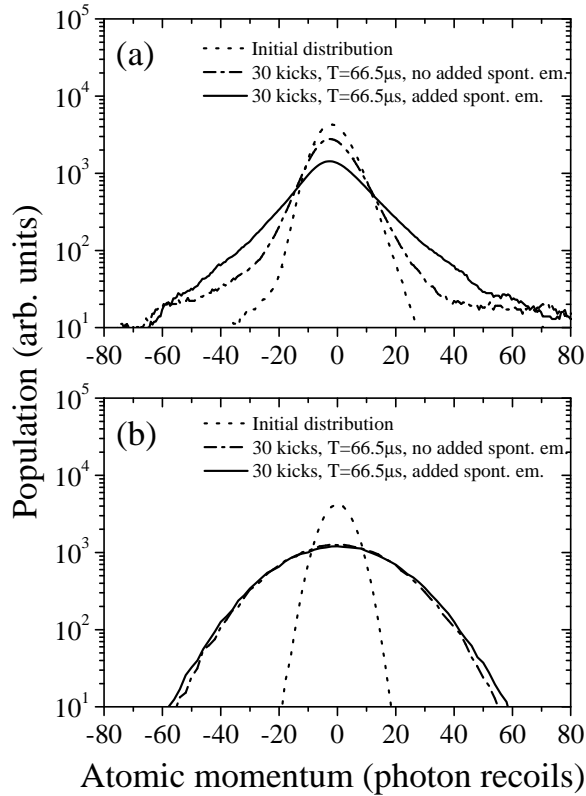 10^5
(a)
Initial distribution
30 kicks, T=66.5μs, no added spont. em.
30 kicks, T=66.5μs, added spont. em.
10^4
10^3
10^2
10^1
-80 -60 -40 -20 0 20 40 60 80
Population (arb. units)
10^5
(b)
Initial distribution
30 kicks, T=66.5μs, no added spont. em.
30 kicks, T=66.5μs, added spont. em.
10^4
10^3
10^2
10^1
-80 -60 -40 -20 0 20 40 60 80
Atomic momentum (photon recoils)